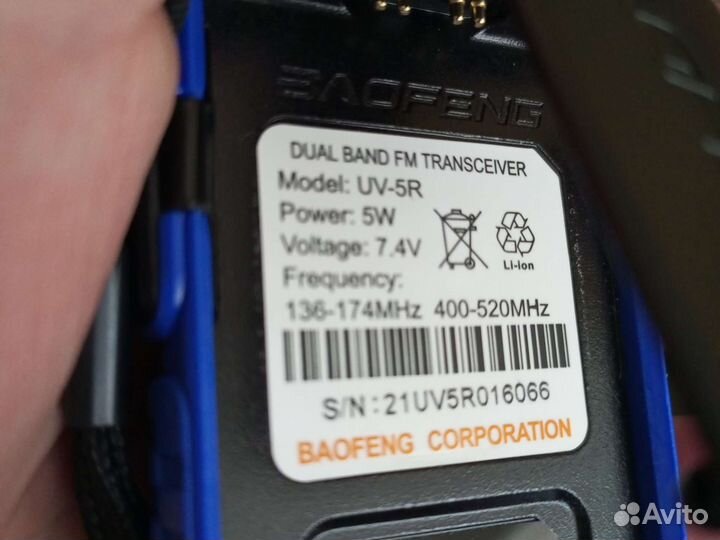 BAOFENG
DUAL BAND FM TRANSCEIVER
Model: UV-5R
Power: 5W
Voltage: 7.4V
Li-ion
Frequency:
136-174MHz 400-520MHz
S/N : 21UV5R016066
BAOFENG CORPORATION
Avito